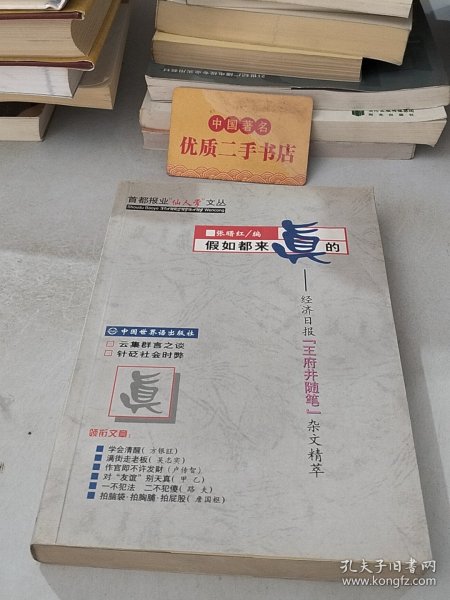 中国著名
优质二手书店
首都报业“仙人掌”文丛
张曙红/编
假如都来真的
——经济日报“王府井随笔”杂文精萃
中国世界语出版社
云集群言之谈
针砭社会时弊
真
领衔文章：
学会清醒(方银旺)
满街走老板(吴志实)
作官即不许发财(卢传智)
对“友谊”别天真(甲乙)
一不犯法 二不犯傻(路夫)
拍脑袋·拍胸脯·拍屁股(詹国枢)
孔夫子旧书网
www.kongfz.com